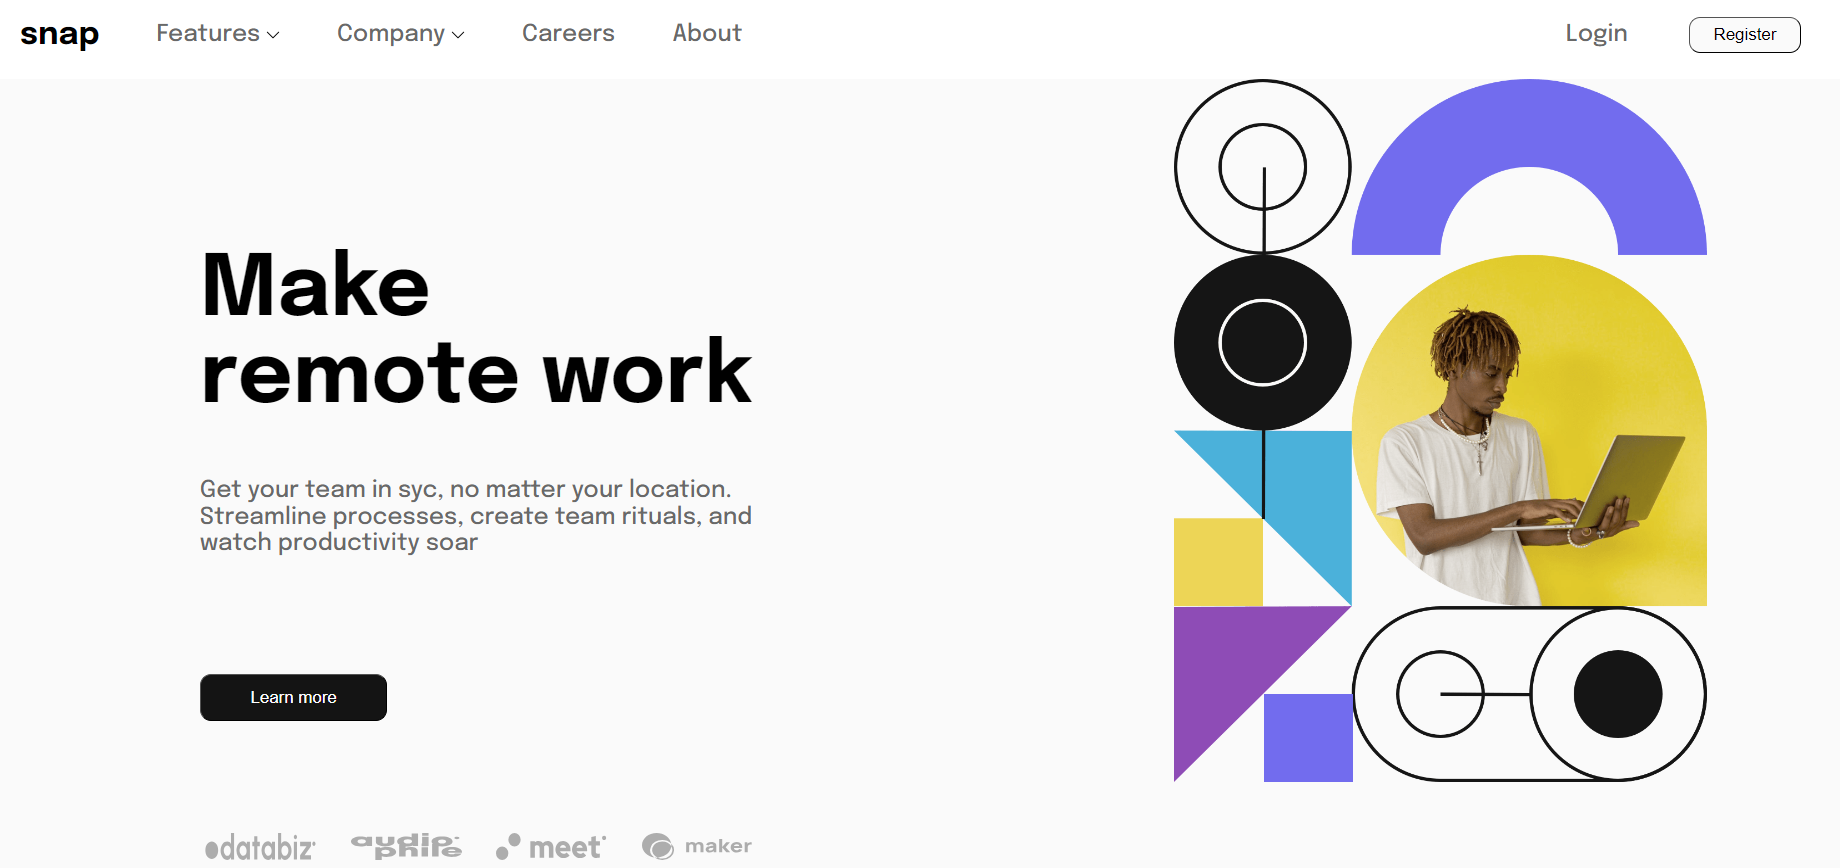 snap Features Company Careers About Login Register
Make
remote work
Get your team in syc, no matter your location.
Streamline processes, create team rituals, and
watch productivity soar
Learn more
databiz audiophile meet maker